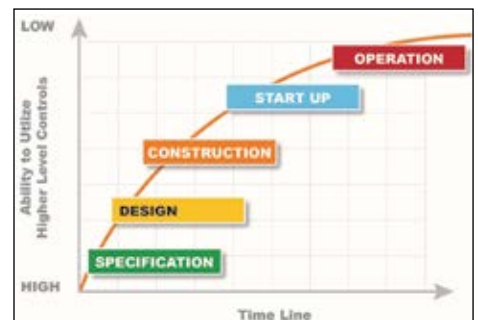 LOW
OPERATION
START UP
Ability to Utilize
Higher Level Controls
CONSTRUCTION
DESIGN
SPECIFICATION
HIGH
Time Line